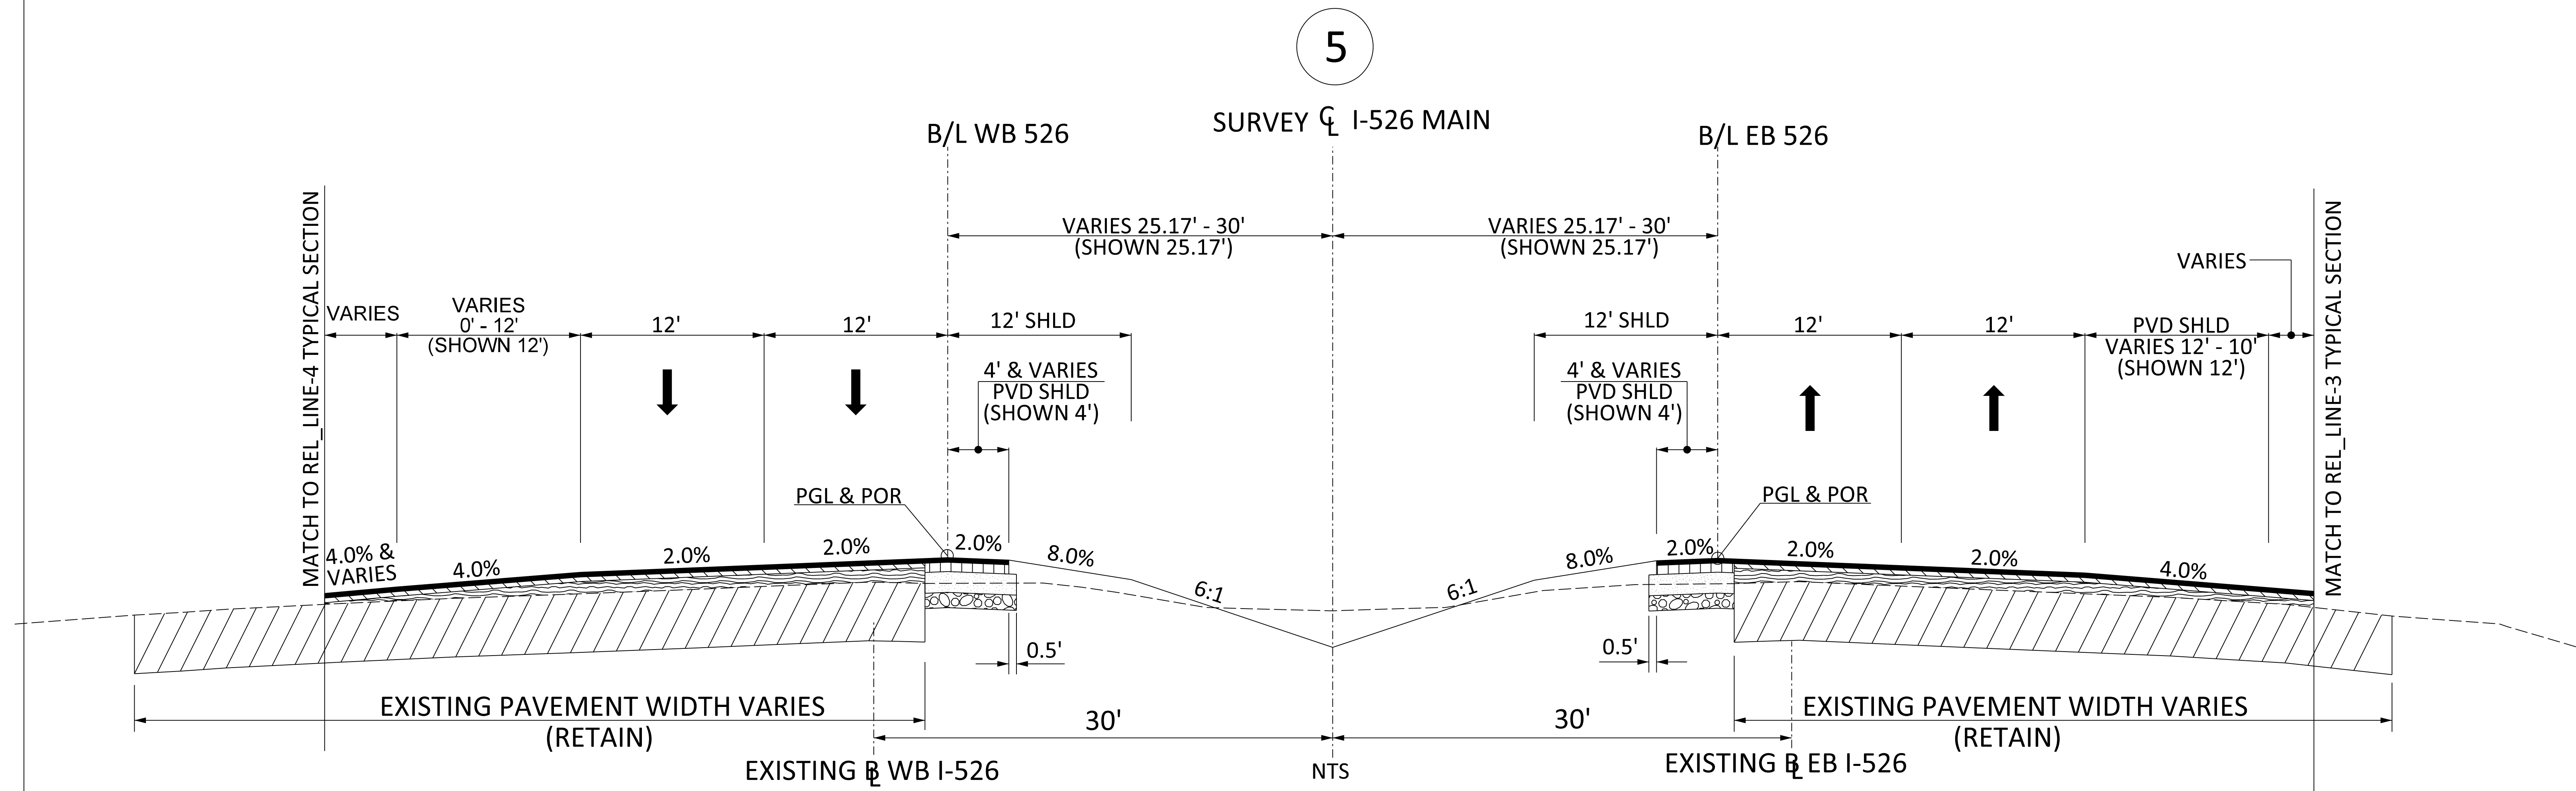 5
SURVEY CL I-526 MAIN
B/L WB 526
B/L EB 526
MATCH TO REL_LINE-4 TYPICAL SECTION
MATCH TO REL_LINE-3 TYPICAL SECTION
VARIES 25.17' - 30'
(SHOWN 25.17')
VARIES 25.17' - 30'
(SHOWN 25.17')
VARIES
VARIES
VARIES
0' - 12'
(SHOWN 12')
12'
12'
12' SHLD
12' SHLD
12'
12'
PVD SHLD
VARIES 12' - 10'
(SHOWN 12')
4' & VARIES
PVD SHLD
(SHOWN 4')
4' & VARIES
PVD SHLD
(SHOWN 4')
PGL & POR
PGL & POR
4.0% &
VARIES
4.0%
2.0%
2.0%
2.0%
8.0%
6:1
6:1
8.0%
2.0%
2.0%
2.0%
4.0%
0.5'
0.5'
EXISTING PAVEMENT WIDTH VARIES
(RETAIN)
30'
30'
EXISTING PAVEMENT WIDTH VARIES
(RETAIN)
EXISTING BL WB I-526
NTS
EXISTING BL EB I-526